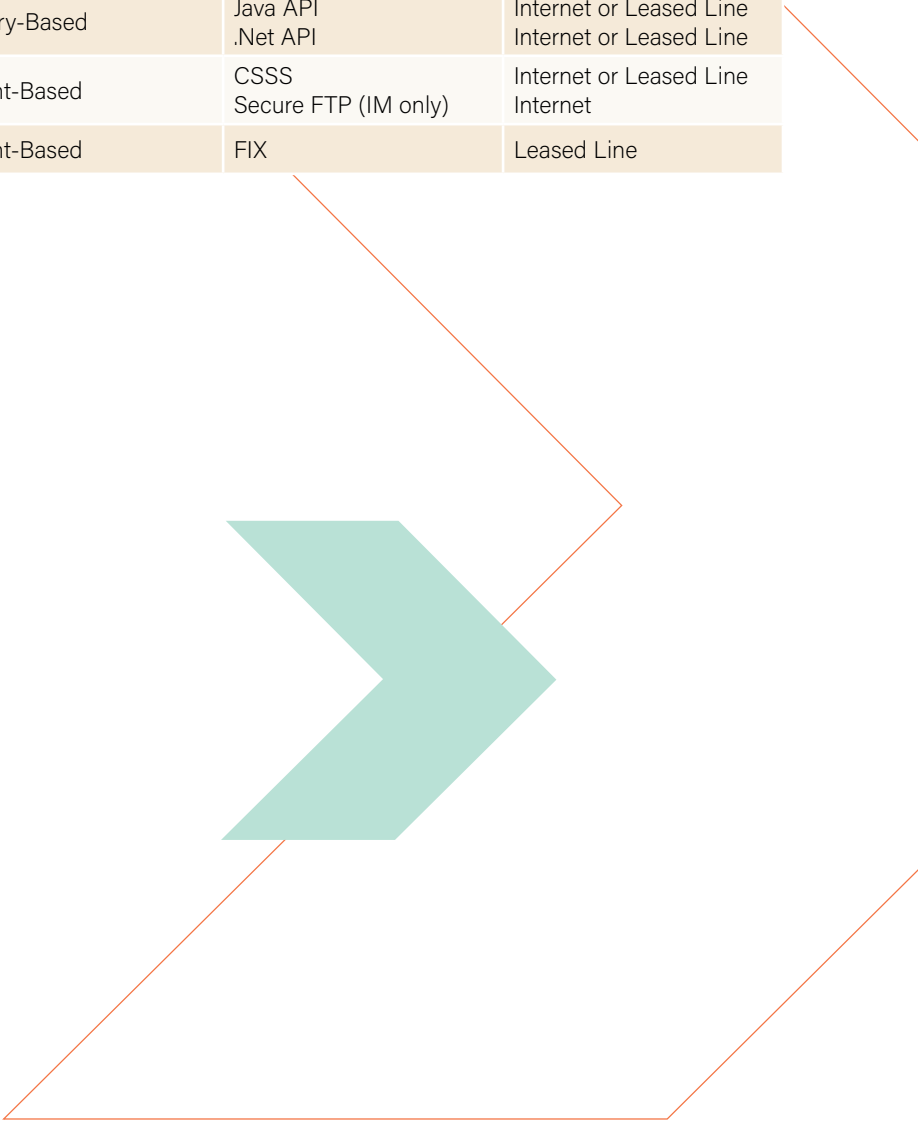 ry-Based Java API Internet or Leased Line
.Net API Internet or Leased Line
nt-Based CSSS Internet or Leased Line
Secure FTP (IM only) Internet
nt-Based FIX Leased Line